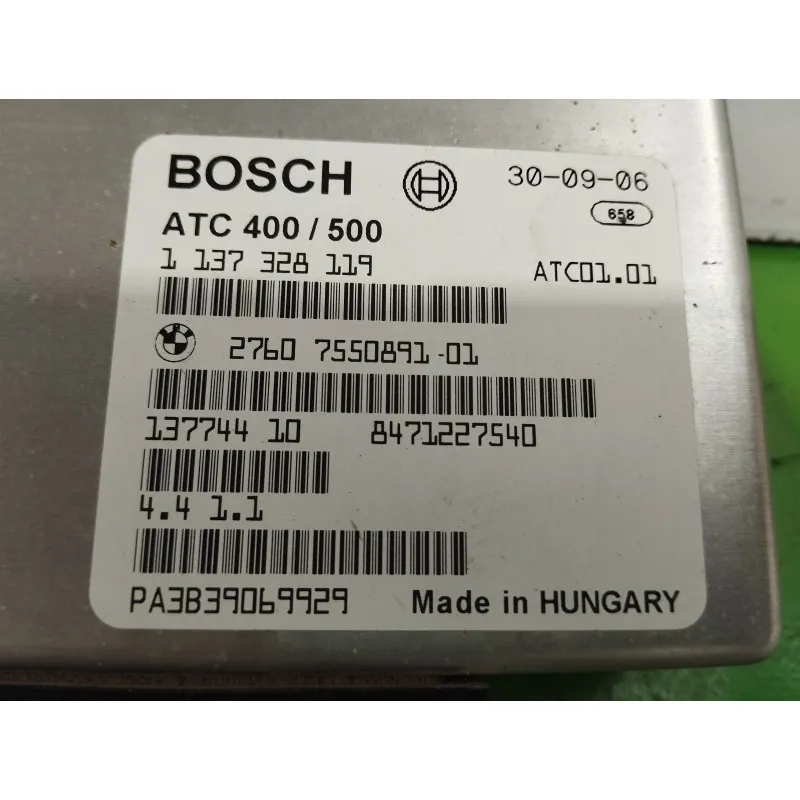 BOSCH 30-09-06
658
ATC 400 / 500
1 137 328 119 ATC01.01
2760 7550891-01
137744 10 8471227540
4.4 1.1
PA3B39069929 Made in HUNGARY